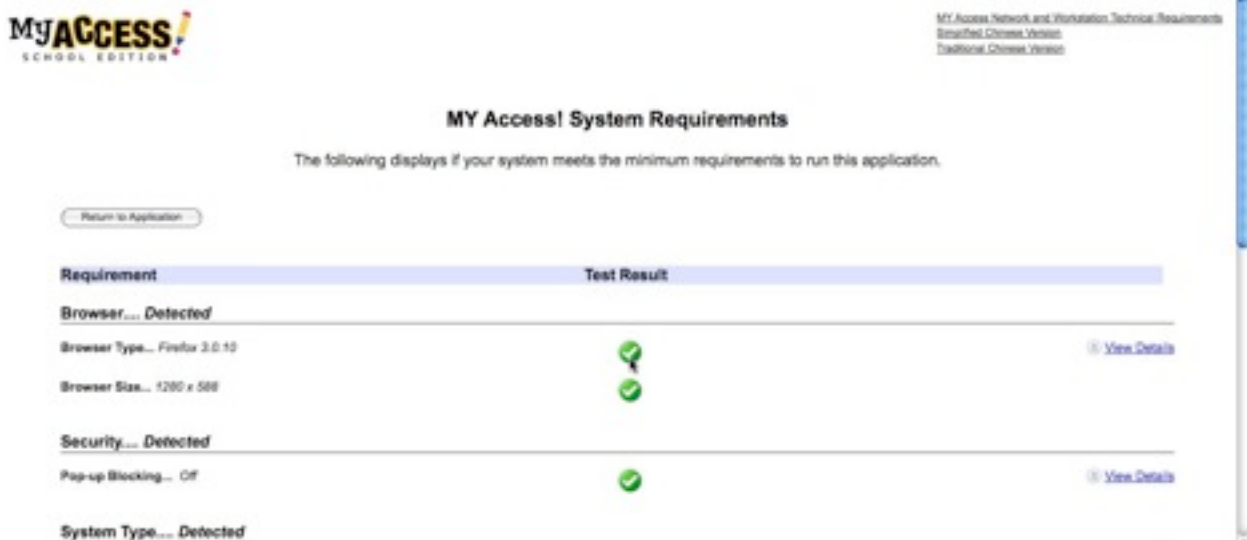 MY ACCESS!
SCHOOL EDITION
MY Access Network and Workstation Technical Requirements
Simplified Chinese Version
Traditional Chinese Version
MY Access! System Requirements
The following displays if your system meets the minimum requirements to run this application.
Return to Application
Requirement Test Result
Browser.... Detected
Browser Type... Firefox 3.0.10 View Details
Browser Size... 1280 x 588
Security.... Detected
Pop-up Blocking... Off View Details
System Type.... Detected